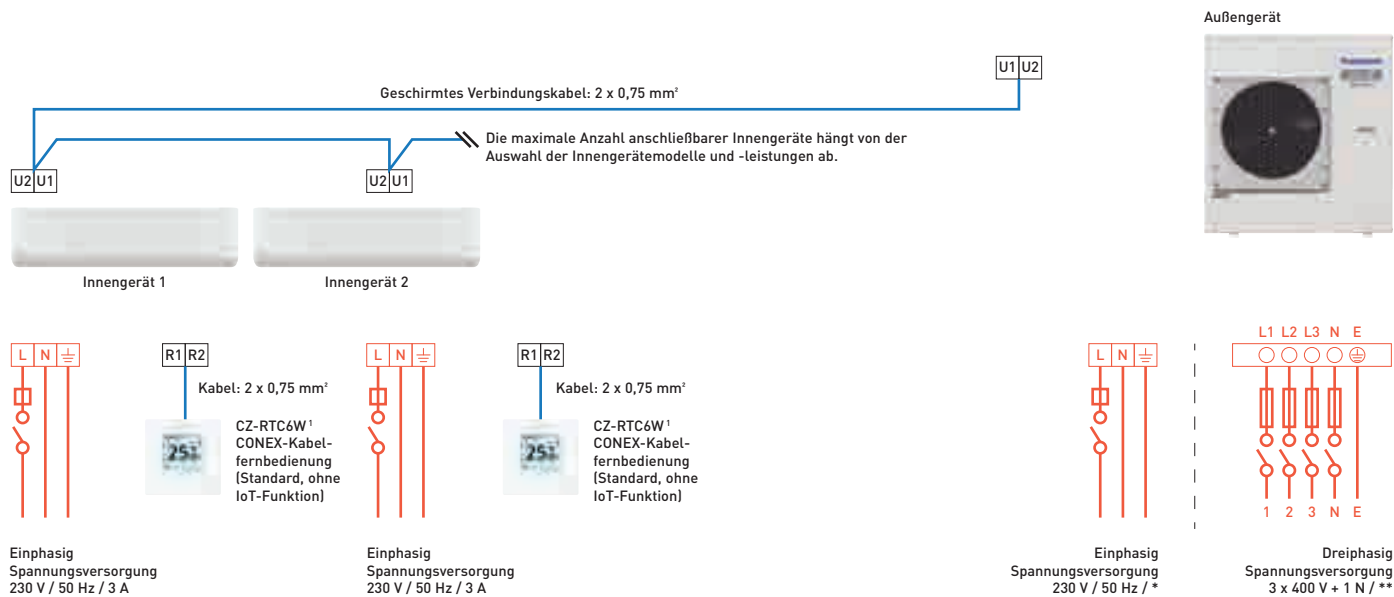 Außengerät
U1 U2
Geschirmtes Verbindungskabel: 2 x 0,75 mm²
Die maximale Anzahl anschließbarer Innengeräte hängt von der
Auswahl der Innengerätemodelle und -leistungen ab.
U2 U1
U2 U1
Innengerät 1
Innengerät 2
L N
R1 R2
Kabel: 2 x 0,75 mm²
CZ-RTC6W¹
CONEX-Kabel-
fernbedienung
(Standard, ohne
IoT-Funktion)
25
Einphasig
Spannungsversorgung
230 V / 50 Hz / 3 A
L N
R1 R2
Kabel: 2 x 0,75 mm²
CZ-RTC6W¹
CONEX-Kabel-
fernbedienung
(Standard, ohne
IoT-Funktion)
25
Einphasig
Spannungsversorgung
230 V / 50 Hz / 3 A
L N
Einphasig
Spannungsversorgung
230 V / 50 Hz / *
L1 L2 L3 N E
1 2 3 N E
Dreiphasig
Spannungsversorgung
3 x 400 V + 1 N / **